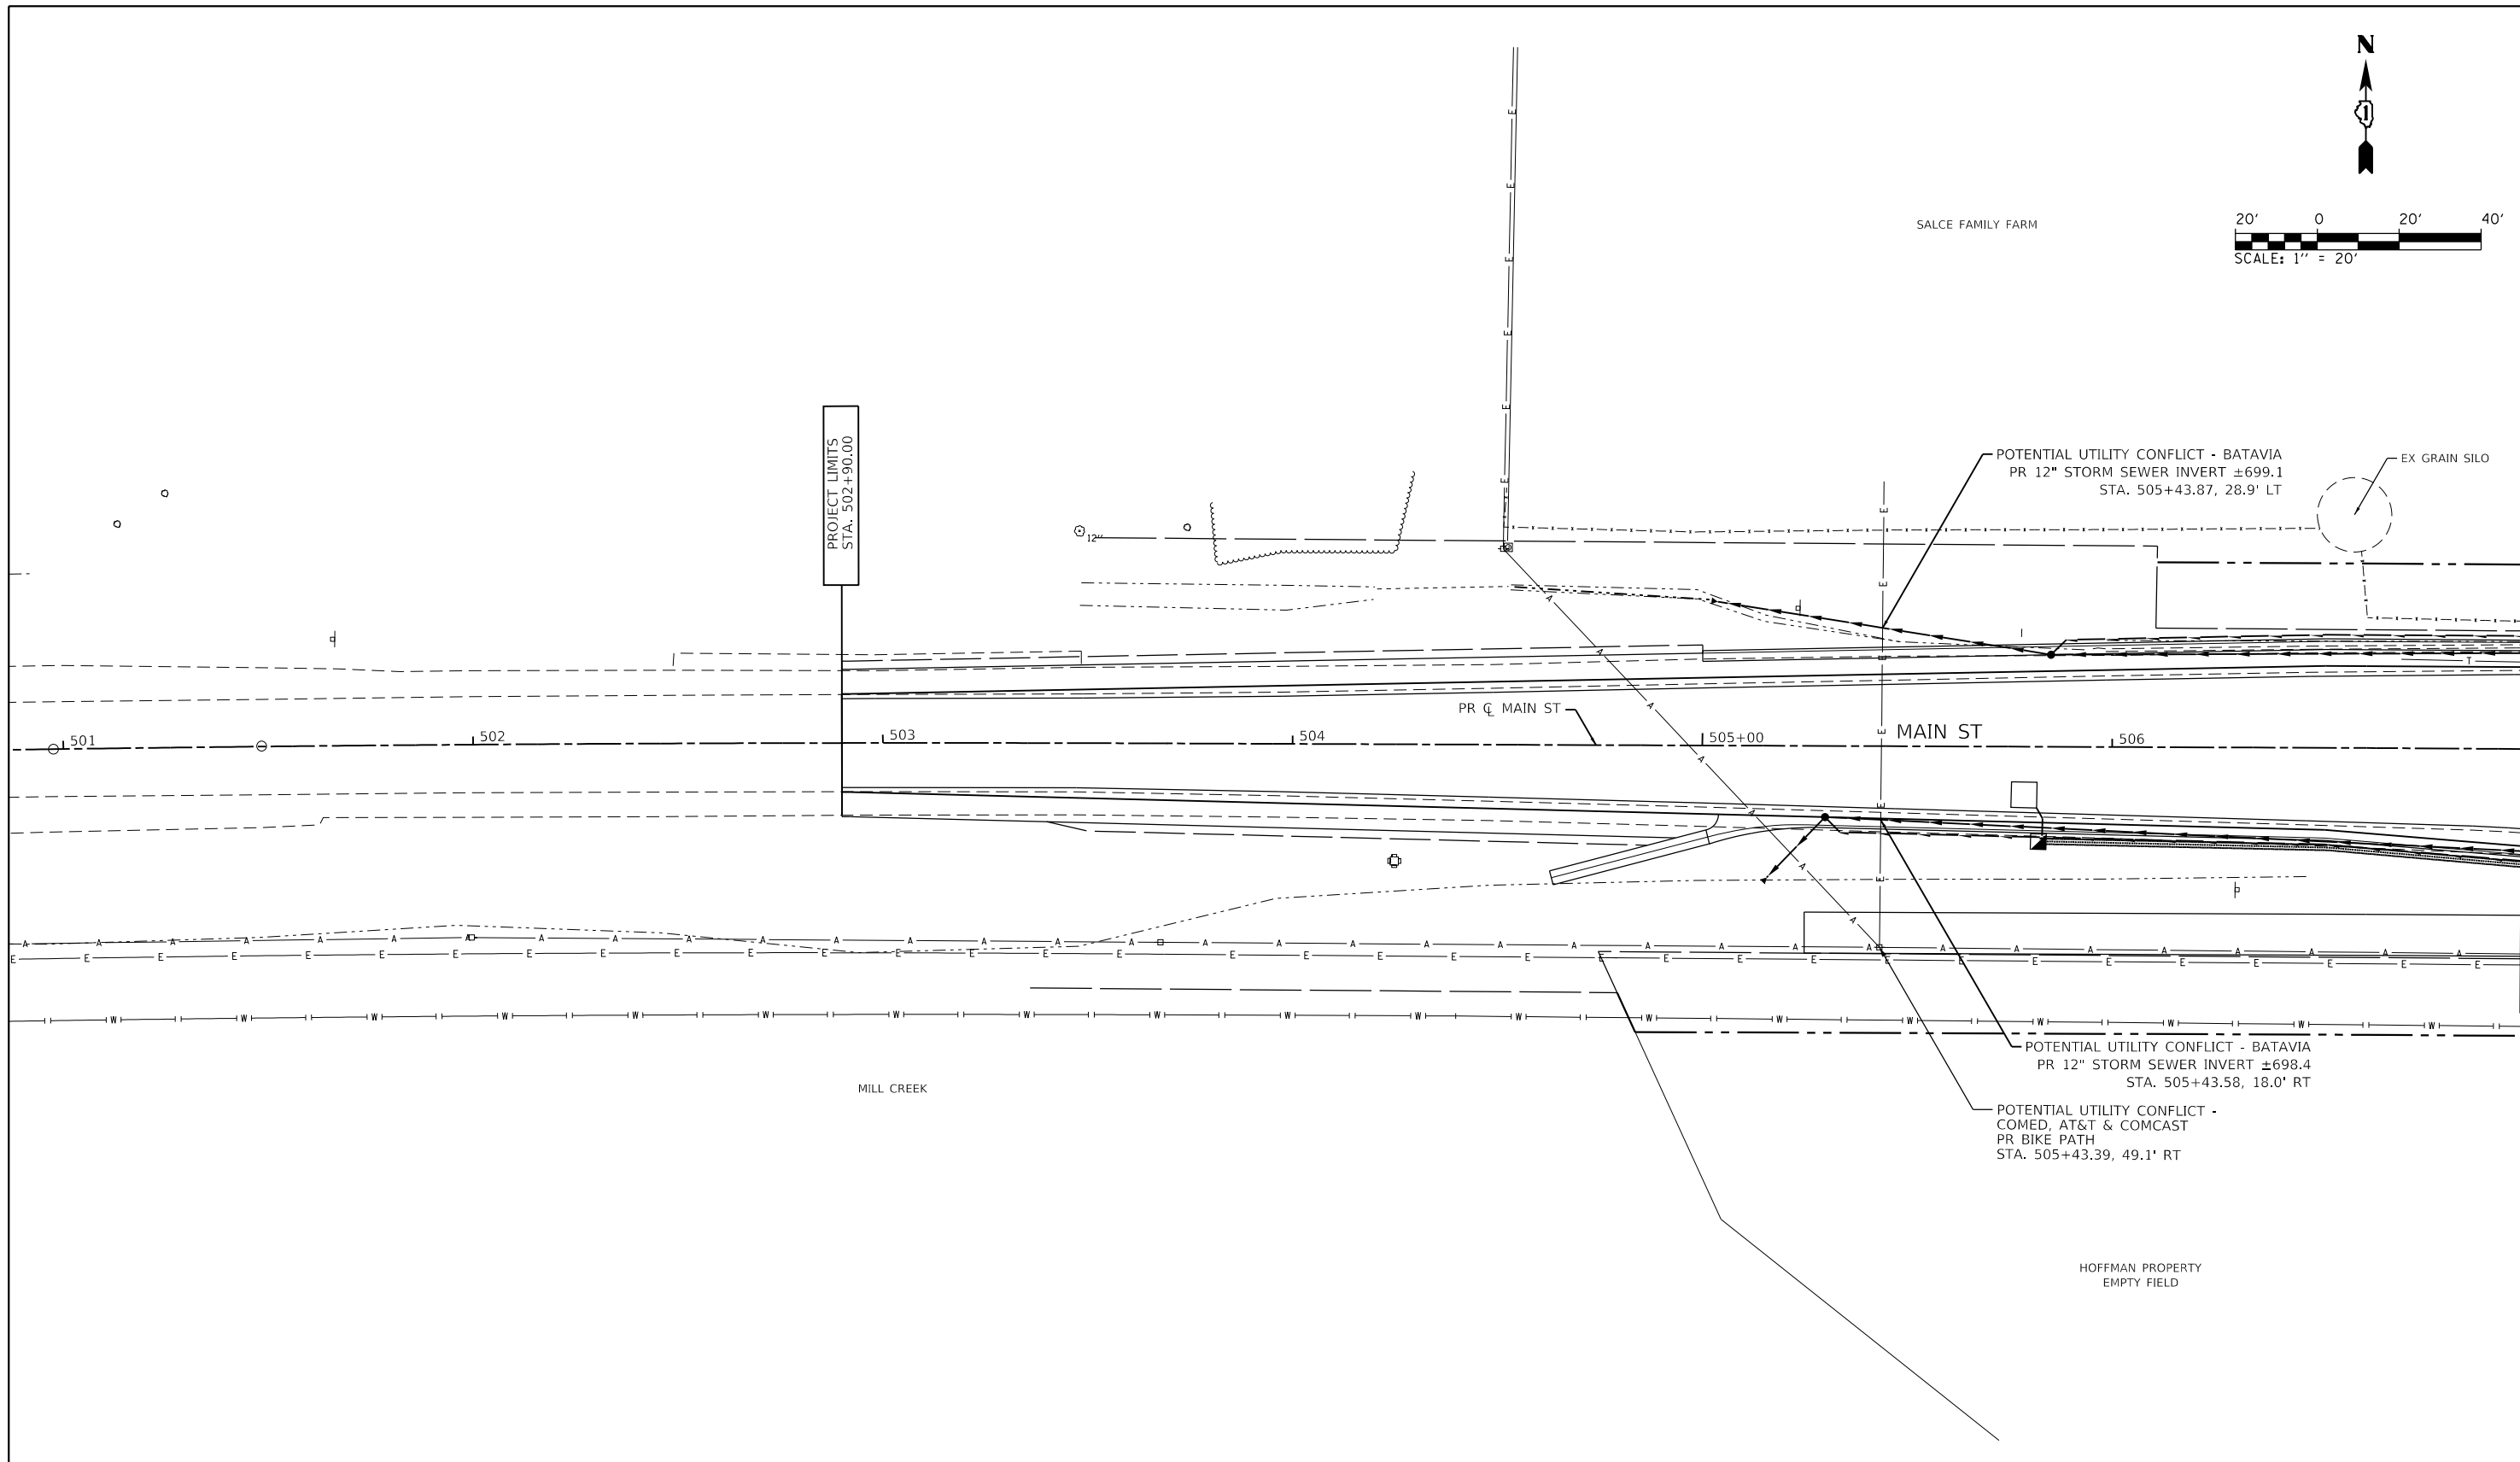 N
1
SALCE FAMILY FARM
20' 0 20' 40'
SCALE: 1'' = 20'
PROJECT LIMITS
STA. 502+90.00
POTENTIAL UTILITY CONFLICT - BATAVIA
PR 12" STORM SEWER INVERT ±699.1
STA. 505+43.87, 28.9' LT
EX GRAIN SILO
12''
PR ℄ MAIN ST
MAIN ST
501
502
503
504
505+00
506
POTENTIAL UTILITY CONFLICT - BATAVIA
PR 12" STORM SEWER INVERT ±698.4
STA. 505+43.58, 18.0' RT
MILL CREEK
POTENTIAL UTILITY CONFLICT -
COMED, AT&T & COMCAST
PR BIKE PATH
STA. 505+43.39, 49.1' RT
HOFFMAN PROPERTY
EMPTY FIELD